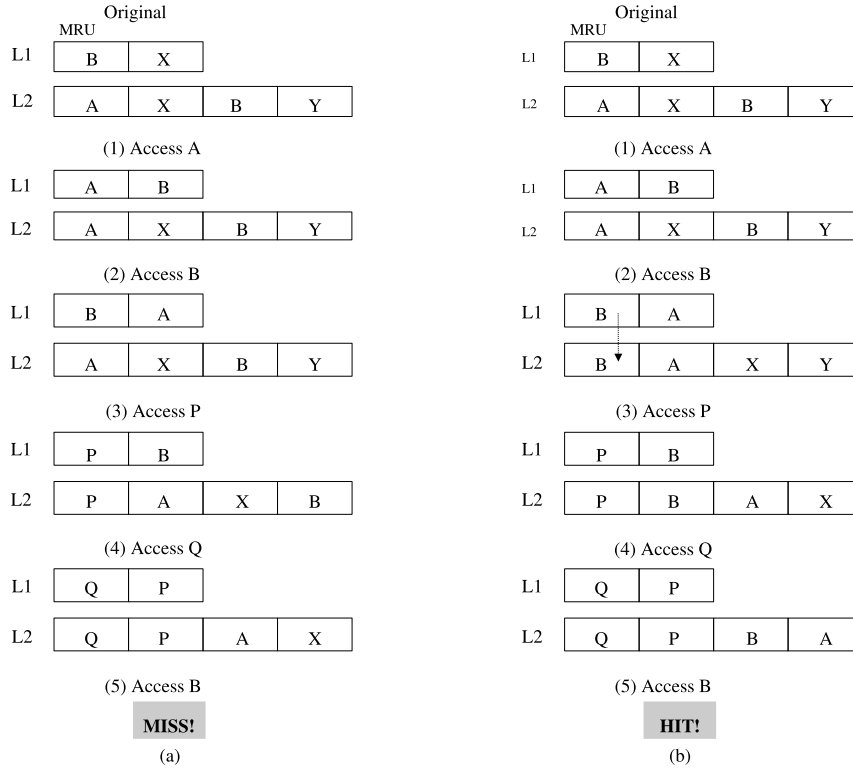 Original
MRU
L1 B X
L2 A X B Y
(1) Access A
L1 A B
L2 A X B Y
(2) Access B
L1 B A
L2 A X B Y
(3) Access P
L1 P B
L2 P A X B
(4) Access Q
L1 Q P
L2 Q P A X
(5) Access B
MISS!
(a)
Original
MRU
L1 B X
L2 A X B Y
(1) Access A
L1 A B
L2 A X B Y
(2) Access B
L1 B A
L2 B A X Y
(3) Access P
L1 P B
L2 P B A X
(4) Access Q
L1 Q P
L2 Q P B A
(5) Access B
HIT!
(b)